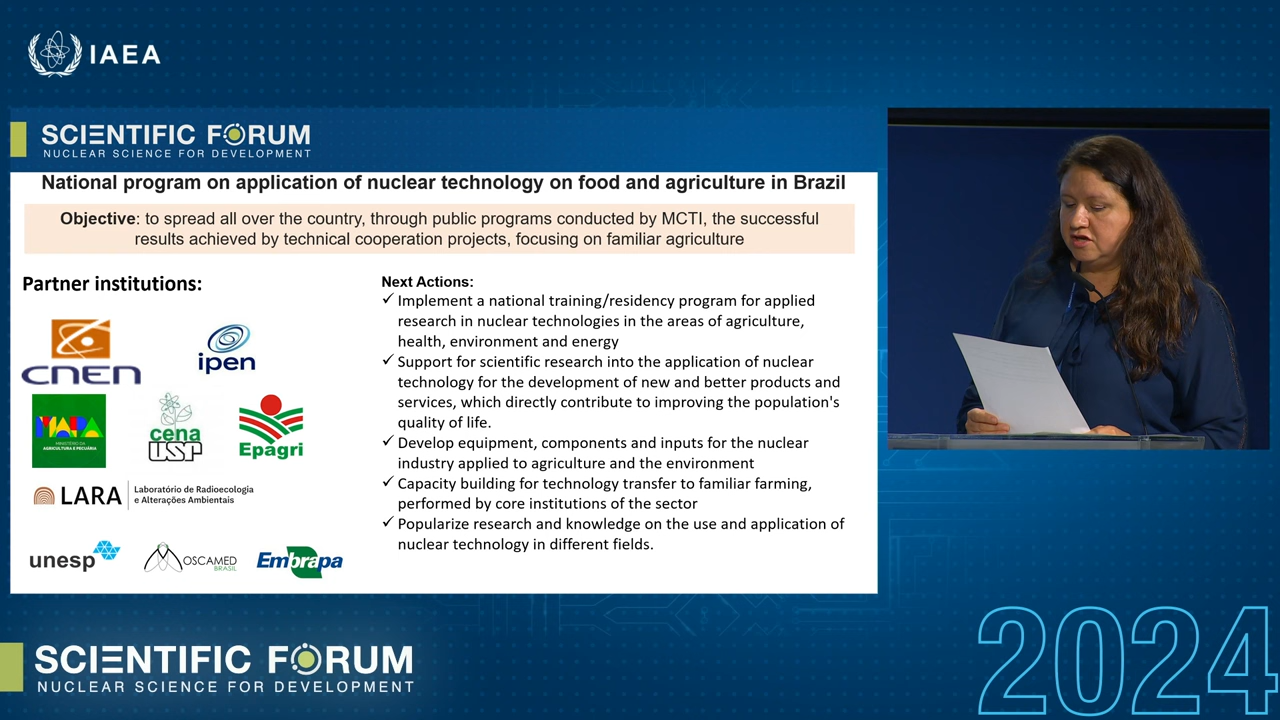 IAEA
SCIENTIFIC FORUM
NUCLEAR SCIENCE FOR DEVELOPMENT
National program on application of nuclear technology on food and agriculture in Brazil
Objective: to spread all over the country, through public programs conducted by MCTI, the successful
results achieved by technical cooperation projects, focusing on familiar agriculture
Partner institutions:
CNEN
ipen
MAPA
MINISTÉRIO DA
AGRICULTURA E PECUÁRIA
cena
USP
Epagri
LARA
Laboratório de Radioecologia
e Alterações Ambientais
unesp
MOSCAMED
BRASIL
Embrapa
Next Actions:
✓ Implement a national training/residency program for applied
research in nuclear technologies in the areas of agriculture,
health, environment and energy
✓ Support for scientific research into the application of nuclear
technology for the development of new and better products and
services, which directly contribute to improving the population's
quality of life.
✓ Develop equipment, components and inputs for the nuclear
industry applied to agriculture and the environment
✓ Capacity building for technology transfer to familiar farming,
performed by core institutions of the sector
✓ Popularize research and knowledge on the use and application of
nuclear technology in different fields.
SCIENTIFIC FORUM
NUCLEAR SCIENCE FOR DEVELOPMENT
2024